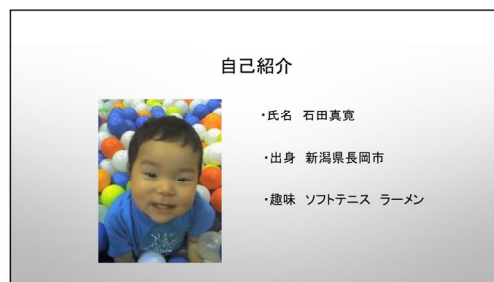 自己紹介
・氏名　石田真寛
・出身　新潟県長岡市
・趣味　ソフトテニス　ラーメン